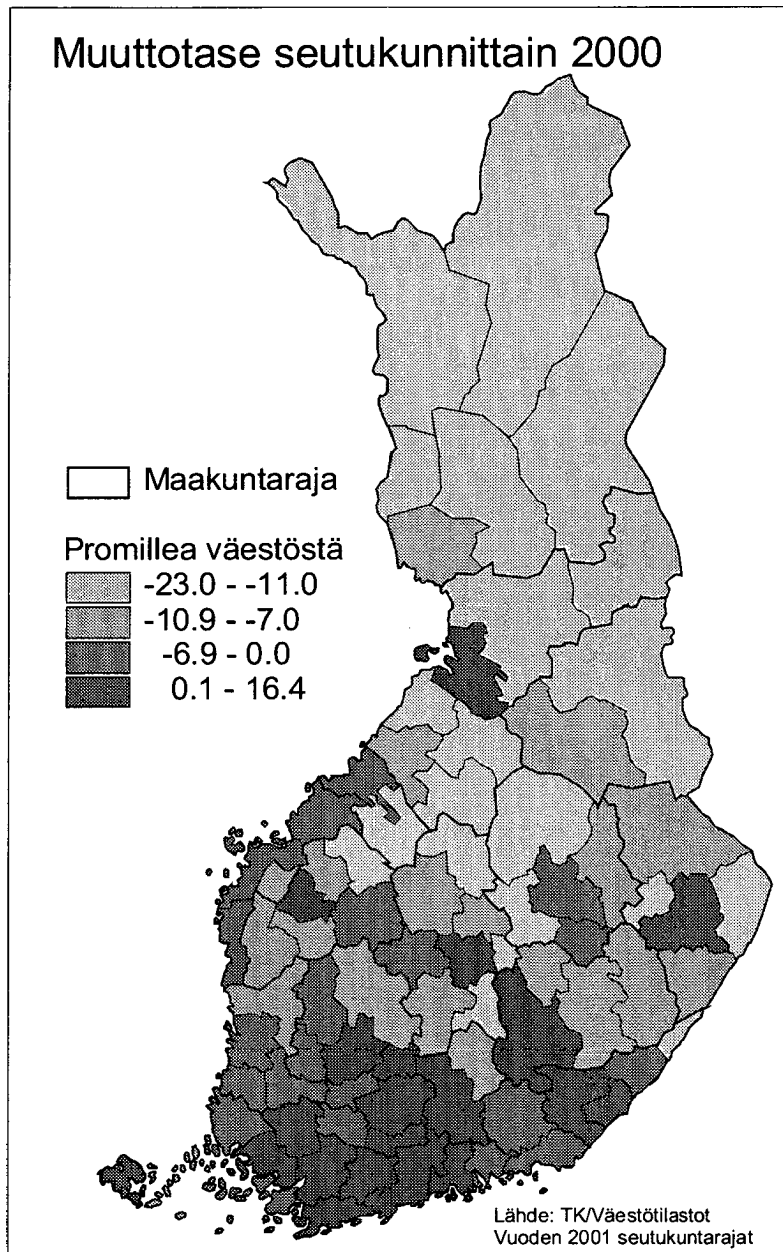 Muuttotase seutukunnittain 2000
Maakuntaraja
Promillea väestöstä
-23.0 - -11.0
-10.9 - -7.0
-6.9 - 0.0
0.1 - 16.4
Lähde: TK/Väestötilastot
Vuoden 2001 seutukuntarajat